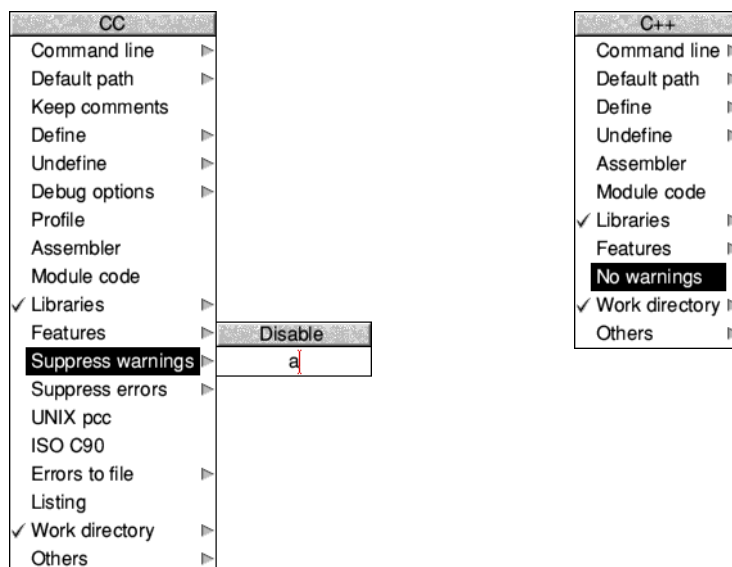 CC
Command line
Default path
Keep comments
Define
Undefine
Debug options
Profile
Assembler
Module code
Libraries
Features
Suppress warnings
Suppress errors
UNIX pcc
ISO C90
Errors to file
Listing
Work directory
Others
Disable
a
C++
Command line
Default path
Define
Undefine
Assembler
Module code
Libraries
Features
No warnings
Work directory
Others